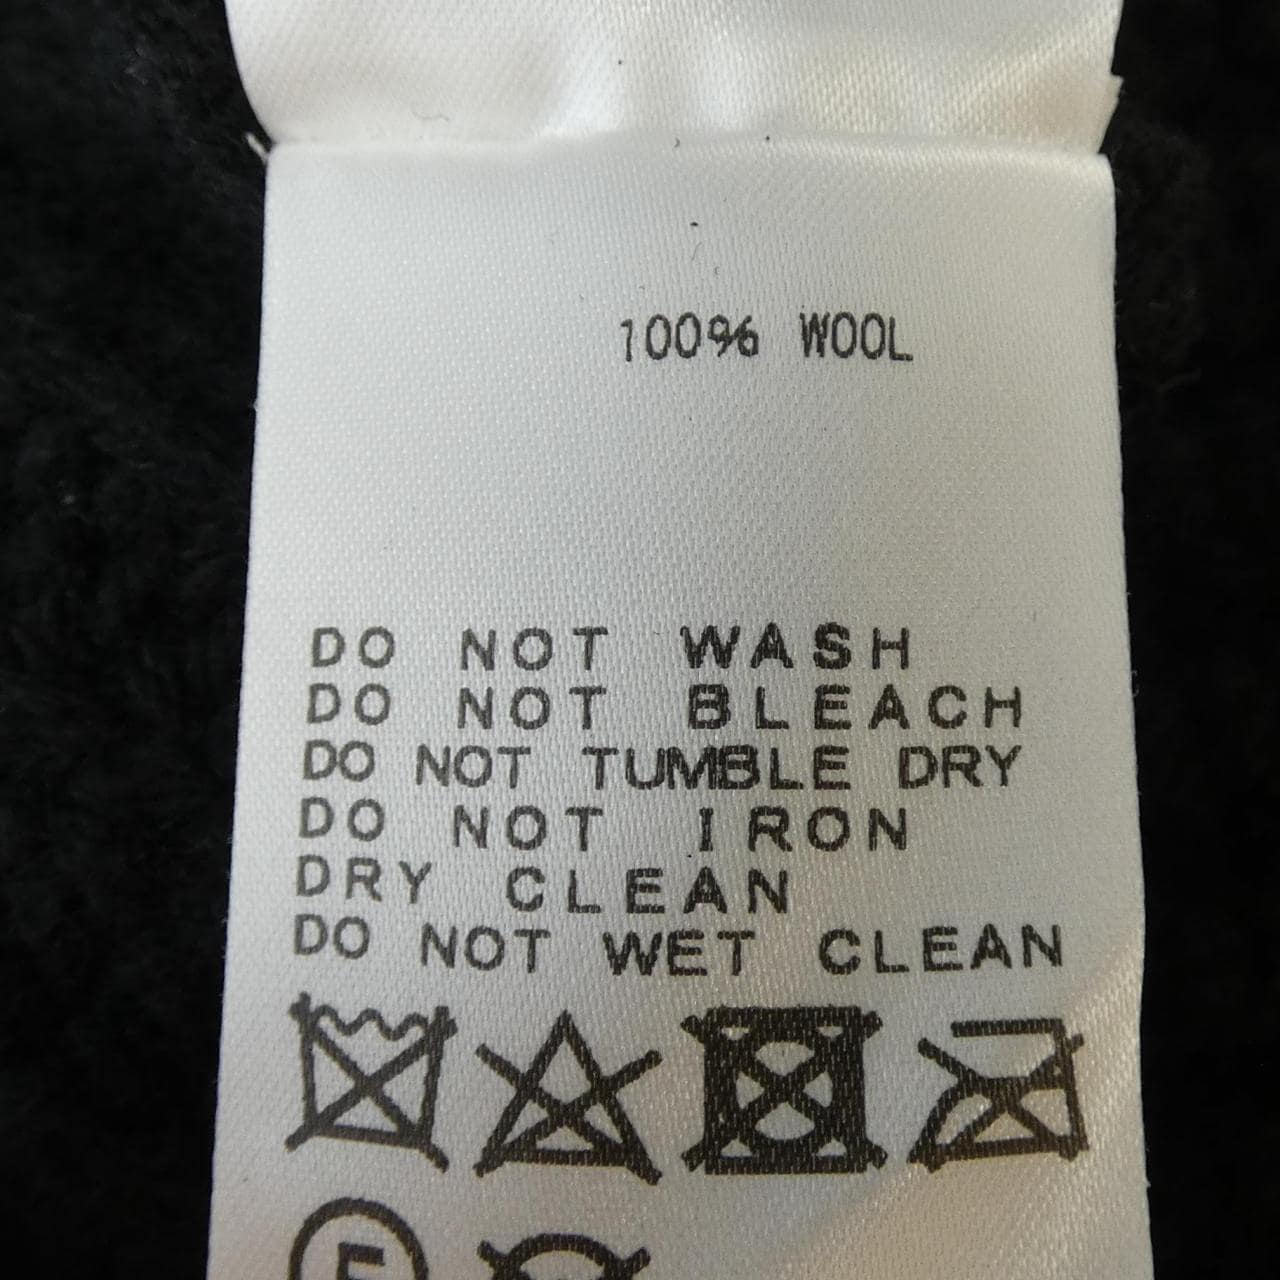 100% WOOL
DO NOT WASH
DO NOT BLEACH
DO NOT TUMBLE DRY
DO NOT IRON
DRY CLEAN
DO NOT WET CLEAN